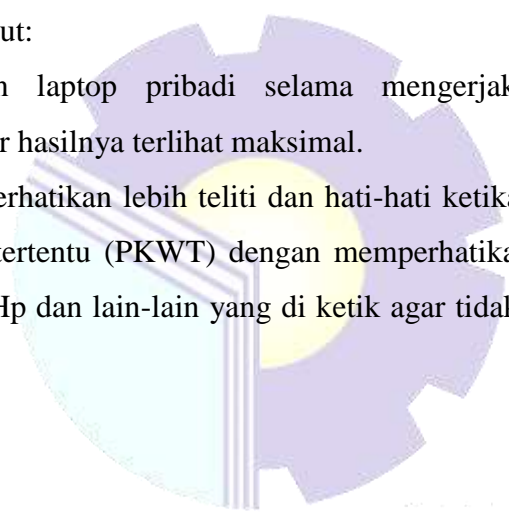 ut:
n laptop pribadi selama mengerjak
r hasilnya terlihat maksimal.
erhatikan lebih teliti dan hati-hati ketika
tertentu (PKWT) dengan memperhatika
Hp dan lain-lain yang di ketik agar tidak